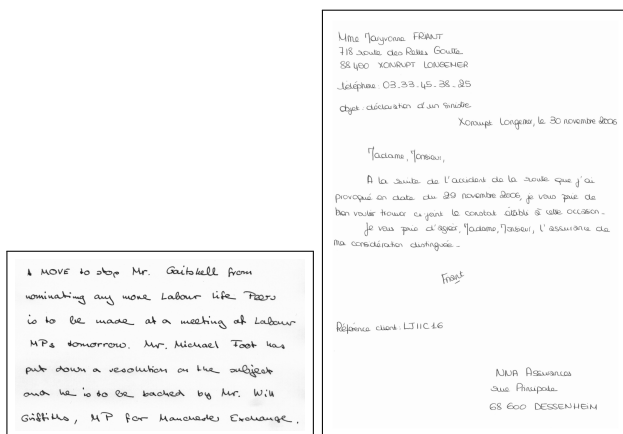 A MOVE to stop Mr. Gaitskell from
nominating any more Labour life Peers
is to be made at a meeting of Labour
MPs tomorrow. Mr. Michael Foot has
put down a resolution on the subject
and he is to be backed by Mr. Will
Griffiths, MP for Manchester Exchange.
Mme Maryvonne FRIANT
718 route des Relles Goutte
88400 XONRUPT LONGEMER
téléphone : 03.33.45.38.25
objet : déclaration d'un sinistre
Xonrupt Longemer, le 30 novembre 2006
Madame, Monsieur,
A la suite de l'accident de la route que j'ai
provoqué en date du 29 novembre 2006, je vous prie de
bien vouloir trouver ci joint le constat établi à cette occasion.
Je vous prie d'agréer, Madame, Monsieur, l'assurance de
ma considération distinguée.
Friant
Référence client : LJIIC16
NNA Assurances
rue Principale
68 600 DESSENHEIM